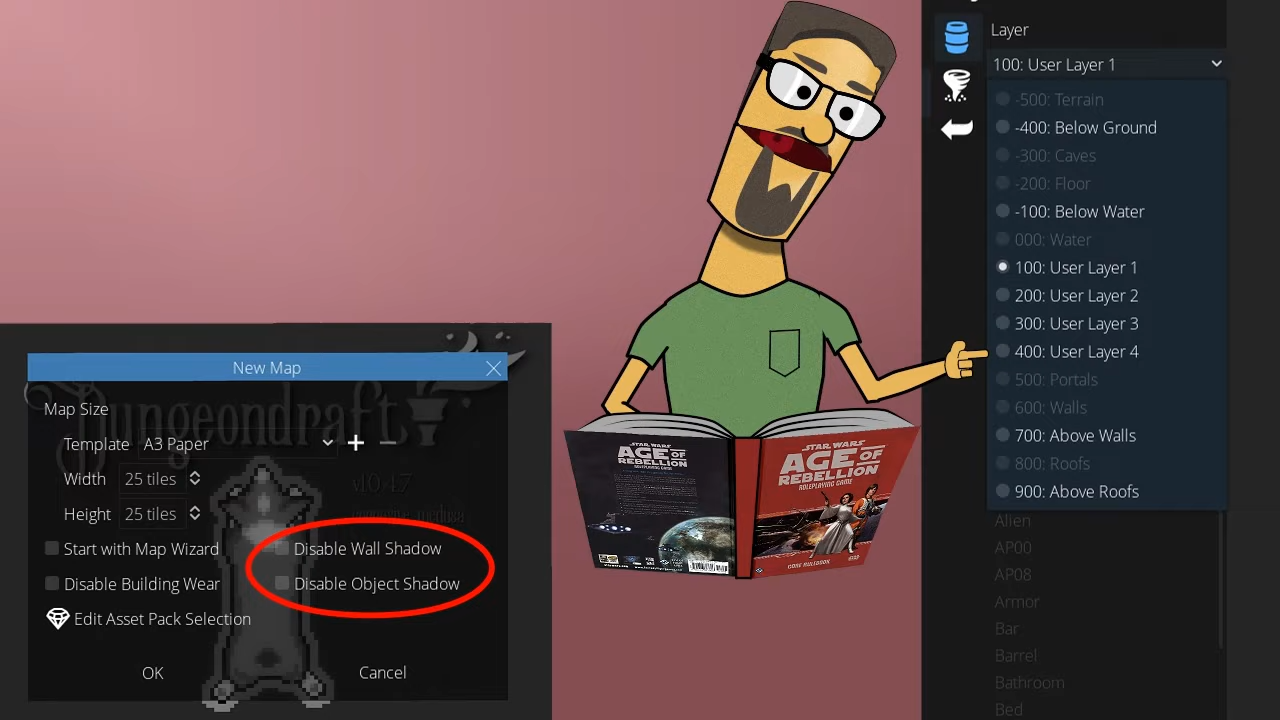 New Map
Dungeondraft
Map Size
Template A3 Paper
Width 25 tiles
Height 25 tiles
Start with Map Wizard
Disable Wall Shadow
Disable Building Wear
Disable Object Shadow
Edit Asset Pack Selection
OK
Cancel
STAR WARS
AGE OF
REBELLION
ROLEPLAYING GAME
STAR WARS
AGE OF
REBELLION
ROLEPLAYING GAME
CORE RULEBOOK
Layer
100: User Layer 1
-500: Terrain
-400: Below Ground
-300: Caves
-200: Floor
-100: Below Water
000: Water
100: User Layer 1
200: User Layer 2
300: User Layer 3
400: User Layer 4
500: Portals
600: Walls
700: Above Walls
800: Roofs
900: Above Roofs
Alien
AP00
AP08
Armor
Bar
Barrel
Bathroom
Bed